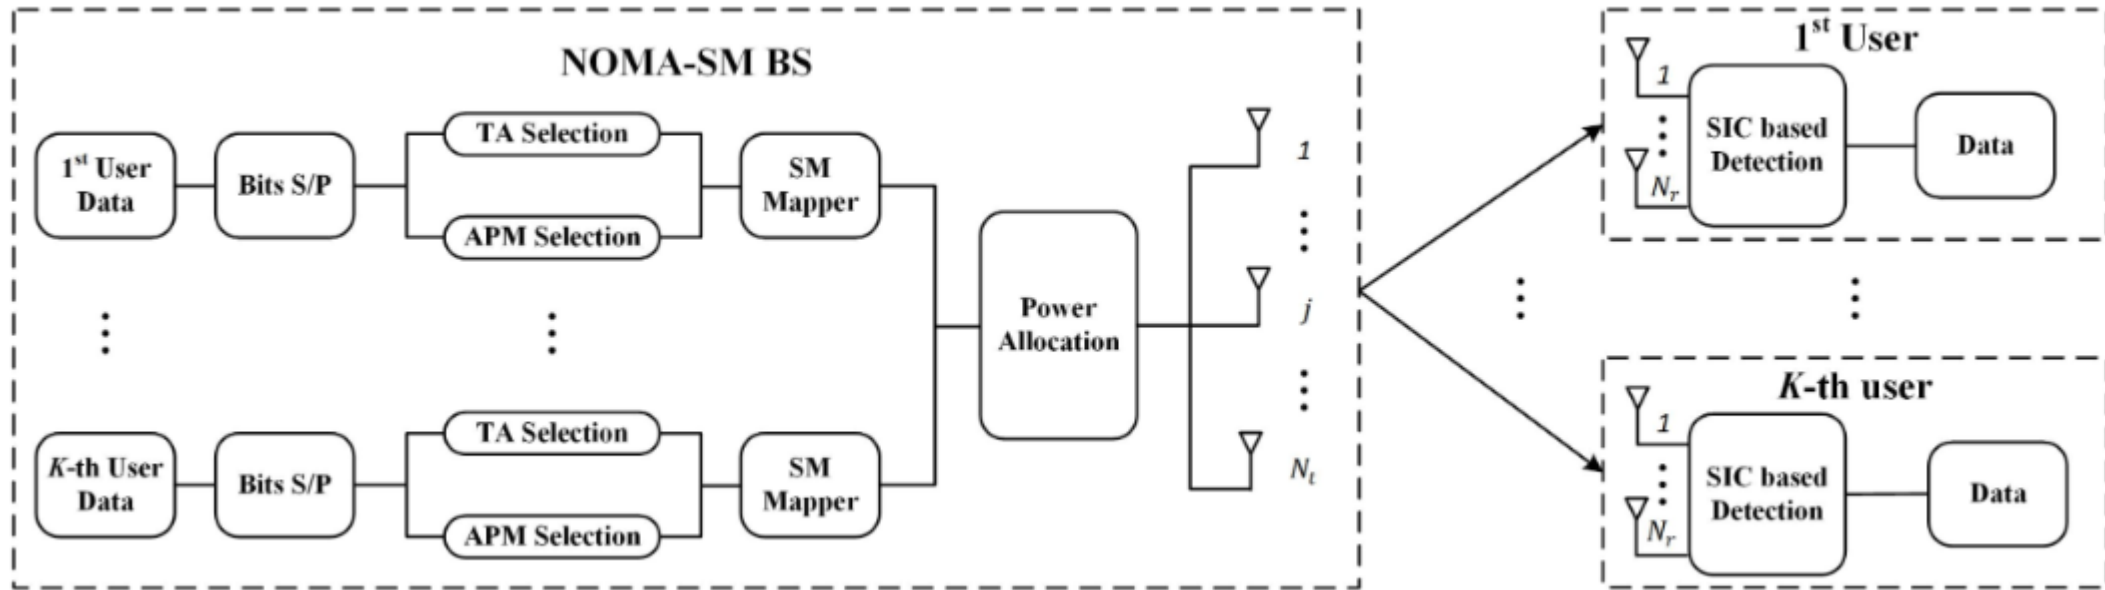 NOMA-SM BS
1st User
Data
Bits S/P
TA Selection
APM Selection
SM
Mapper
K-th User
Data
Bits S/P
TA Selection
APM Selection
SM
Mapper
Power
Allocation
1
j
Nt
1st User
1
Nr
SIC based
Detection
Data
K-th user
1
Nr
SIC based
Detection
Data